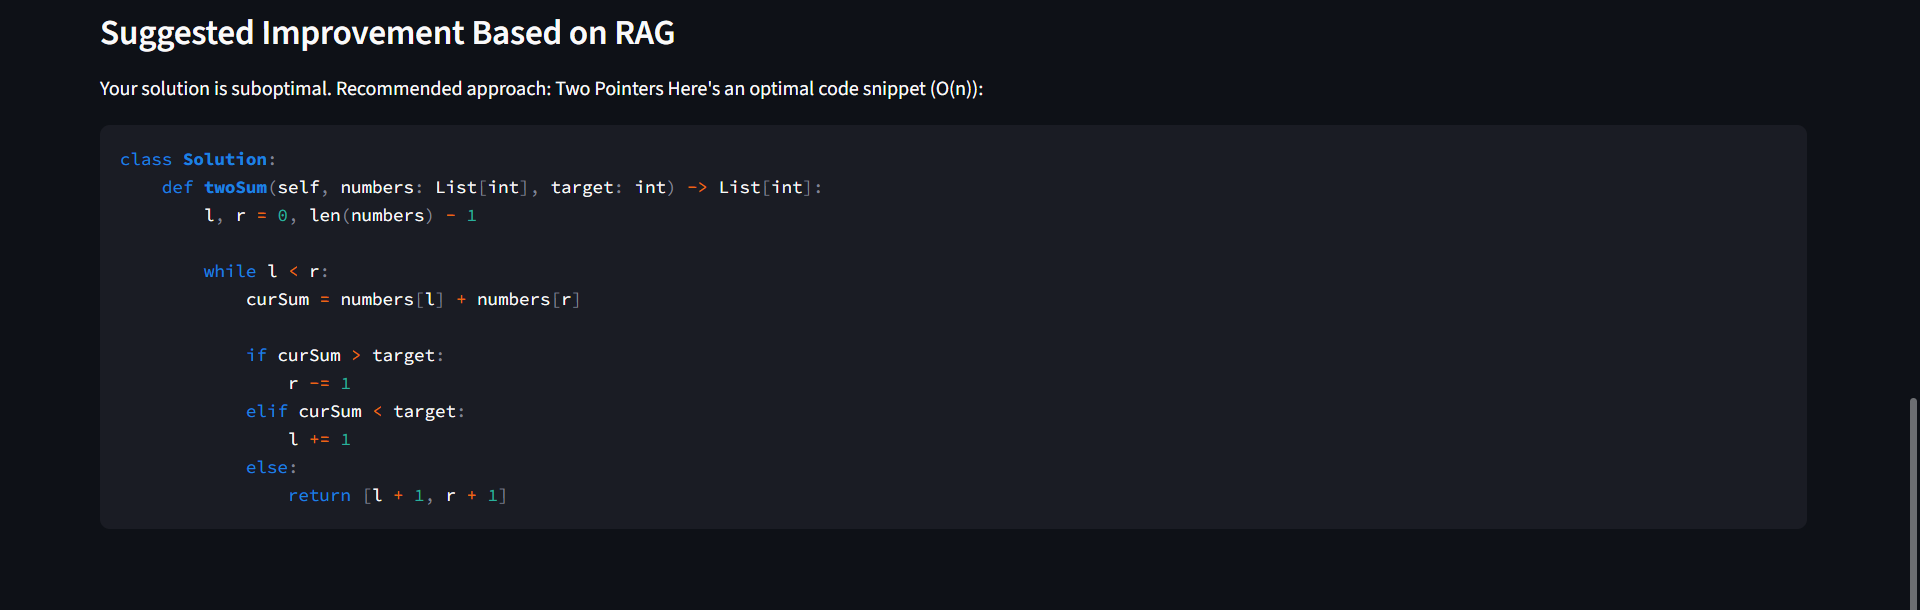 Suggested Improvement Based on RAG
Your solution is suboptimal. Recommended approach: Two Pointers Here's an optimal code snippet (O(n)):
class Solution:
    def twoSum(self, numbers: List[int], target: int) -> List[int]:
        l, r = 0, len(numbers) - 1
        while l < r:
            curSum = numbers[l] + numbers[r]
            if curSum > target:
                r -= 1
            elif curSum < target:
                l += 1
            else:
                return [l + 1, r + 1]